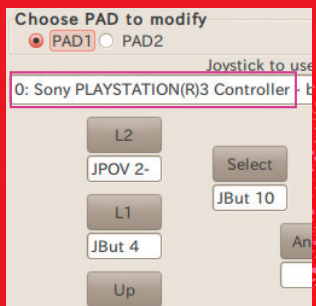 Choose PAD to modify
PAD1 PAD2
Joystick to use
0: Sony PLAYSTATION(R)3 Controller - b
L2
JPOV 2-
Select
JBut 10
L1
JBut 4
An
Up